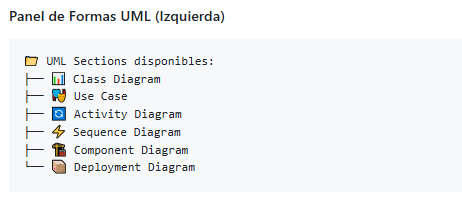 Panel de Formas UML (Izquierda)
📂 UML Sections disponibles:
├── 📊 Class Diagram
├── 🎭 Use Case
├── 🔄 Activity Diagram
├── ⚡ Sequence Diagram
├── 🏗️ Component Diagram
└── 📦 Deployment Diagram